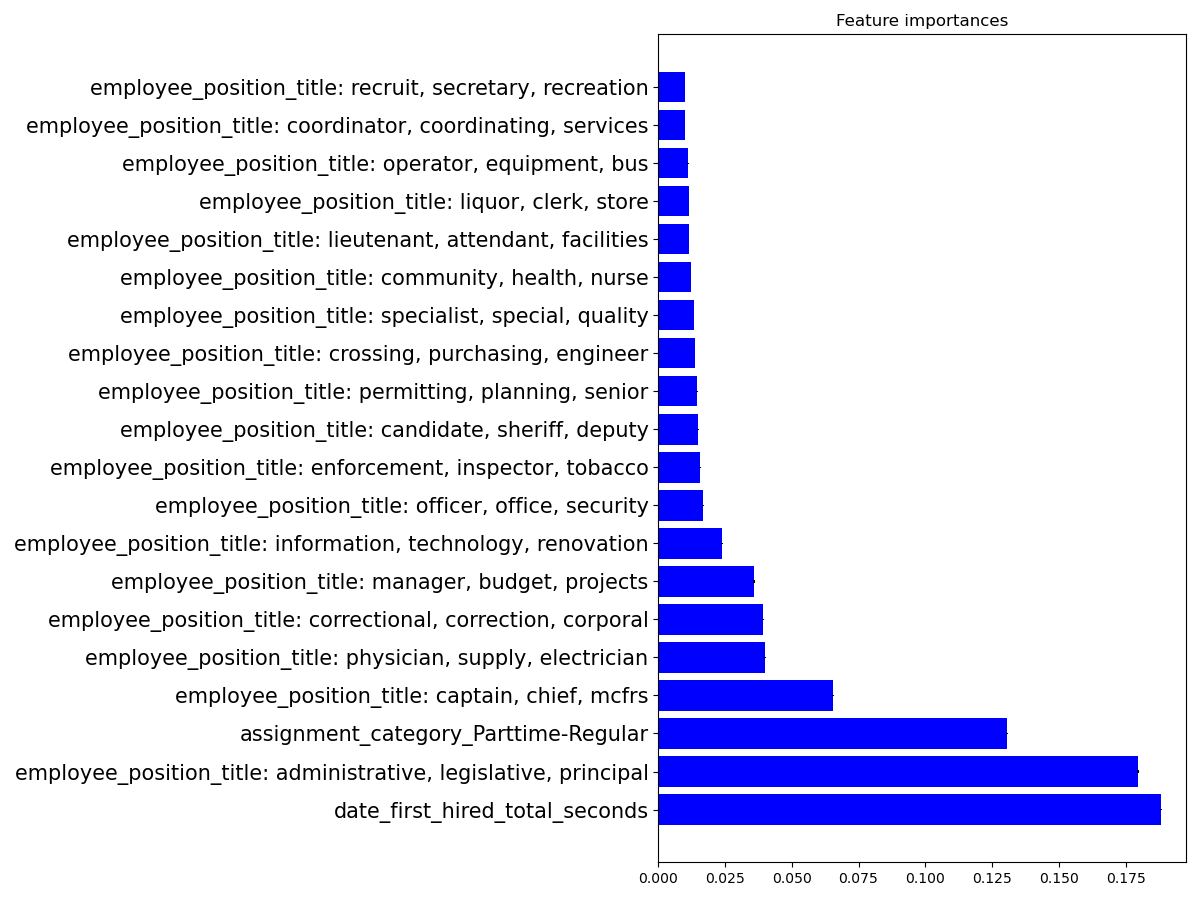 Feature importances
employee_position_title: recruit, secretary, recreation
employee_position_title: coordinator, coordinating, services
employee_position_title: operator, equipment, bus
employee_position_title: liquor, clerk, store
employee_position_title: lieutenant, attendant, facilities
employee_position_title: community, health, nurse
employee_position_title: specialist, special, quality
employee_position_title: crossing, purchasing, engineer
employee_position_title: permitting, planning, senior
employee_position_title: candidate, sheriff, deputy
employee_position_title: enforcement, inspector, tobacco
employee_position_title: officer, office, security
employee_position_title: information, technology, renovation
employee_position_title: manager, budget, projects
employee_position_title: correctional, correction, corporal
employee_position_title: physician, supply, electrician
employee_position_title: captain, chief, mcfrs
assignment_category_Parttime-Regular
employee_position_title: administrative, legislative, principal
date_first_hired_total_seconds
0.000 0.025 0.050 0.075 0.100 0.125 0.150 0.175